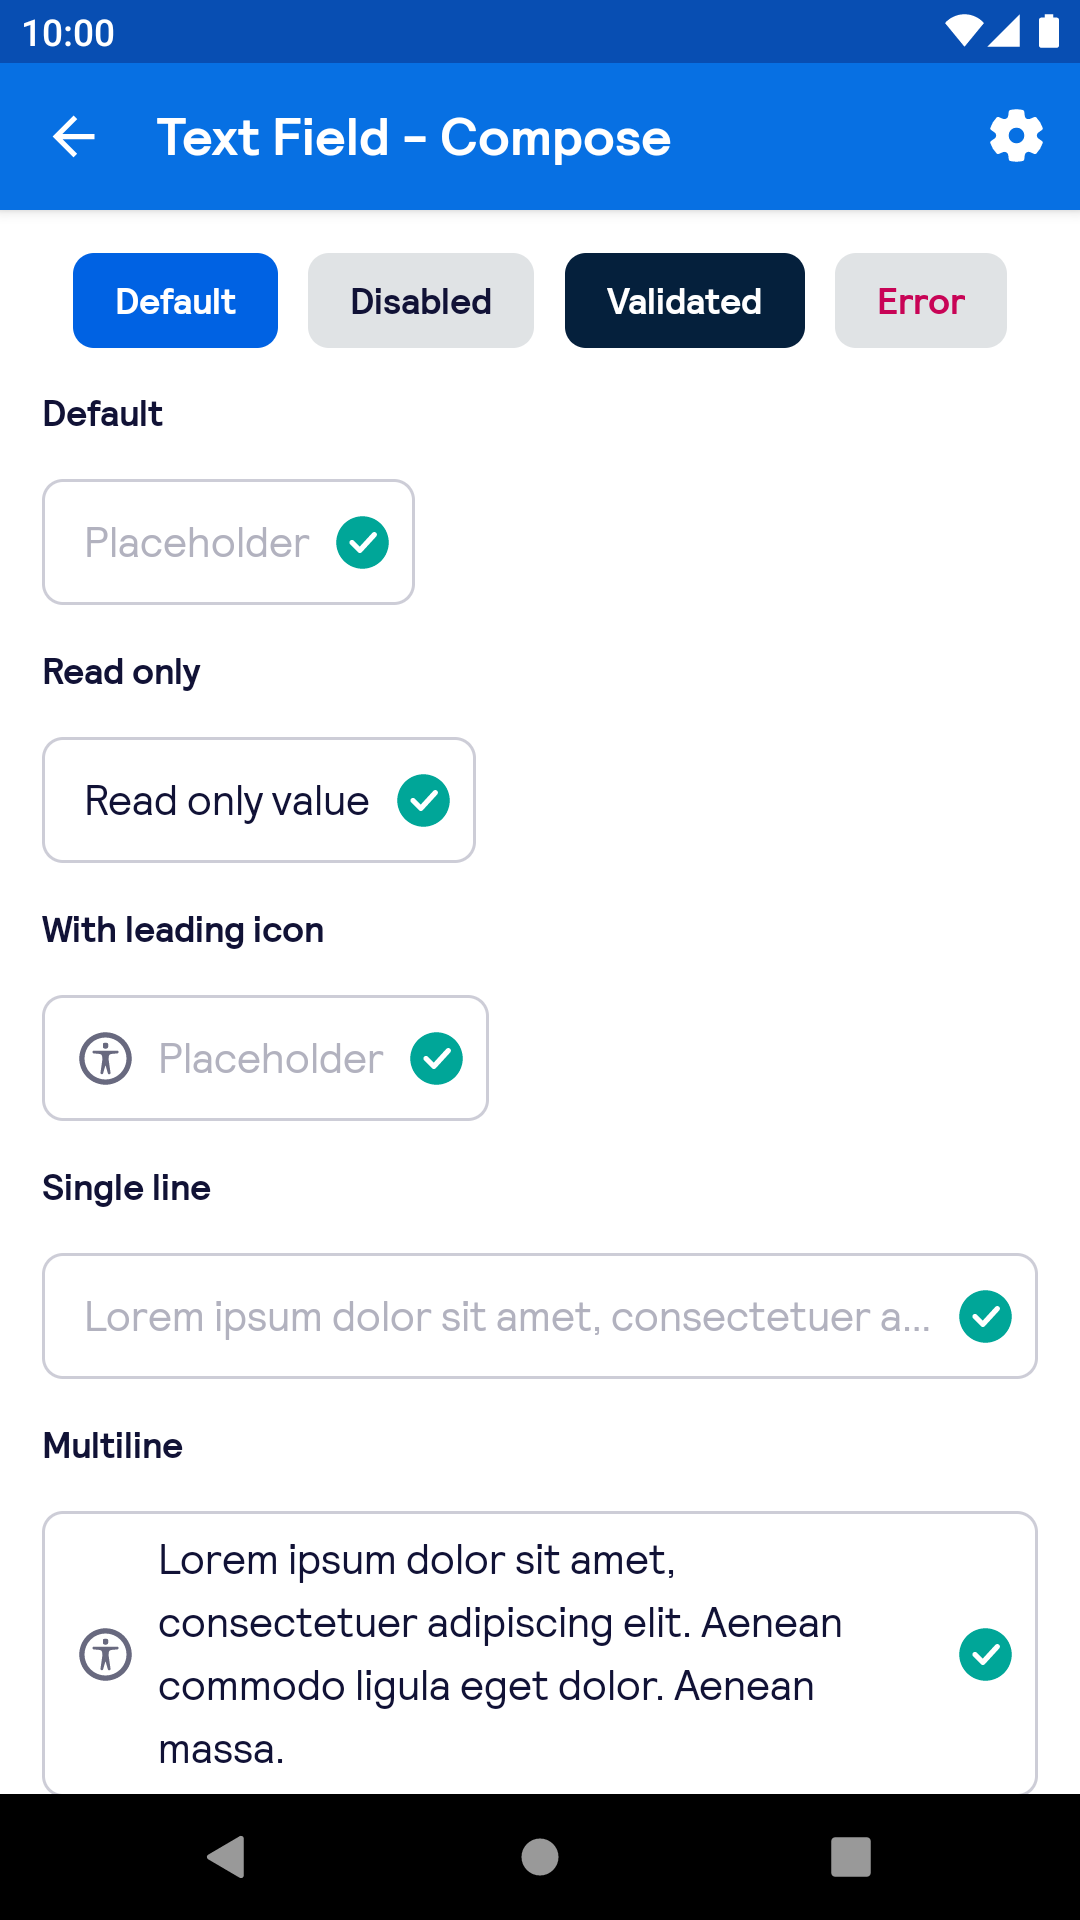 10:00
Text Field - Compose
Default Disabled Validated Error
Default
Placeholder
Read only
Read only value
With leading icon
Placeholder
Single line
Lorem ipsum dolor sit amet, consectetuer a...
Multiline
Lorem ipsum dolor sit amet,
consectetuer adipiscing elit. Aenean
commodo ligula eget dolor. Aenean
massa.